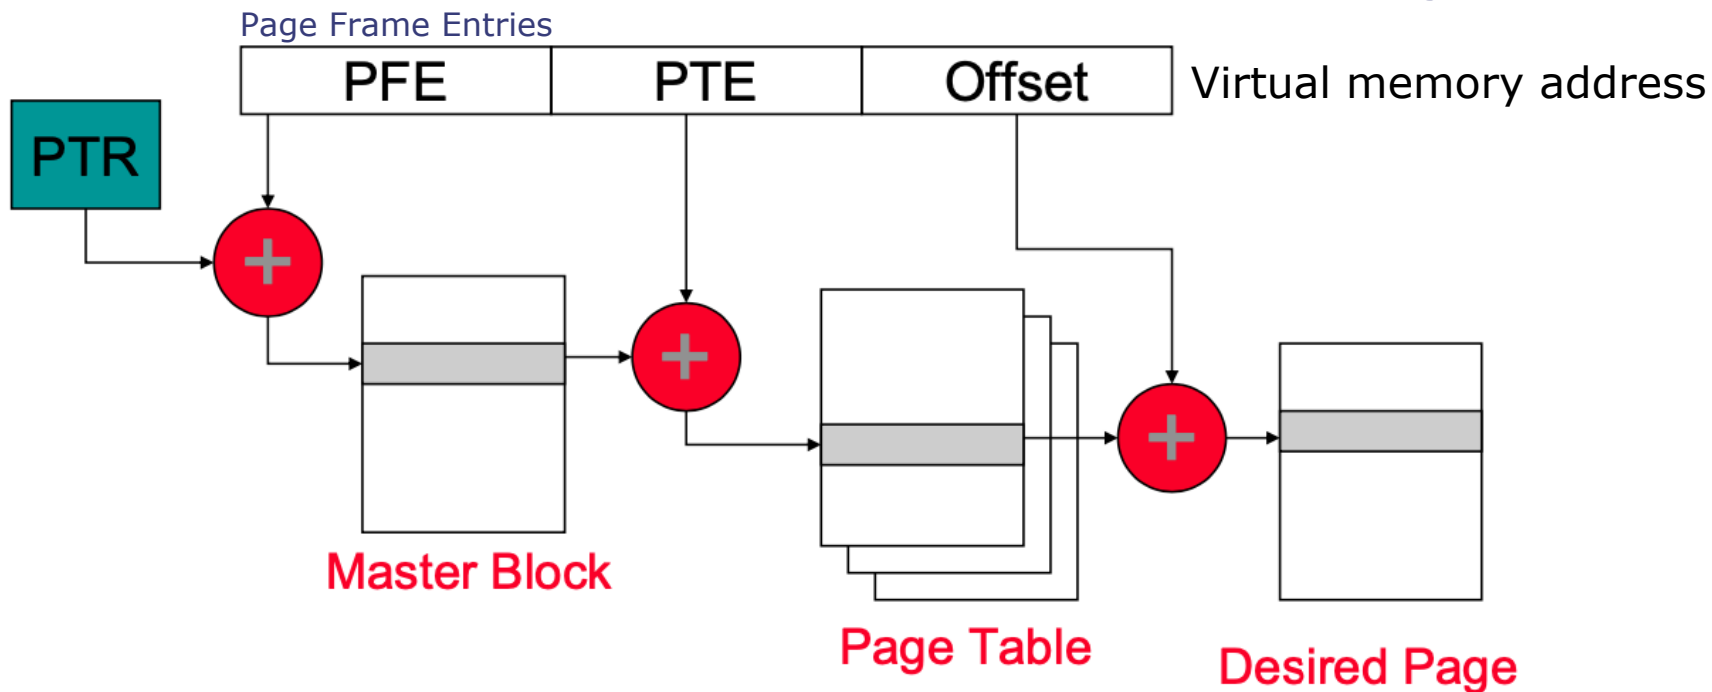 Page Frame Entries
PFE PTE Offset Virtual memory address
PTR
+
+
+
Master Block
Page Table
Desired Page